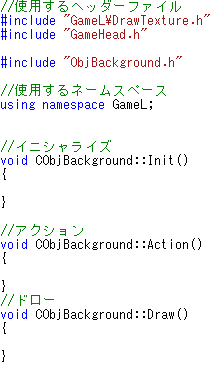 //使用するヘッダーファイル
#include "GameL¥DrawTexture.h"
#include "GameHead.h"
#include "ObjBackground.h"
//使用するネームスペース
using namespace GameL;
//イニシャライズ
void CObjBackground::Init()
{
}
//アクション
void CObjBackground::Action()
{
}
//ドロー
void CObjBackground::Draw()
{
}